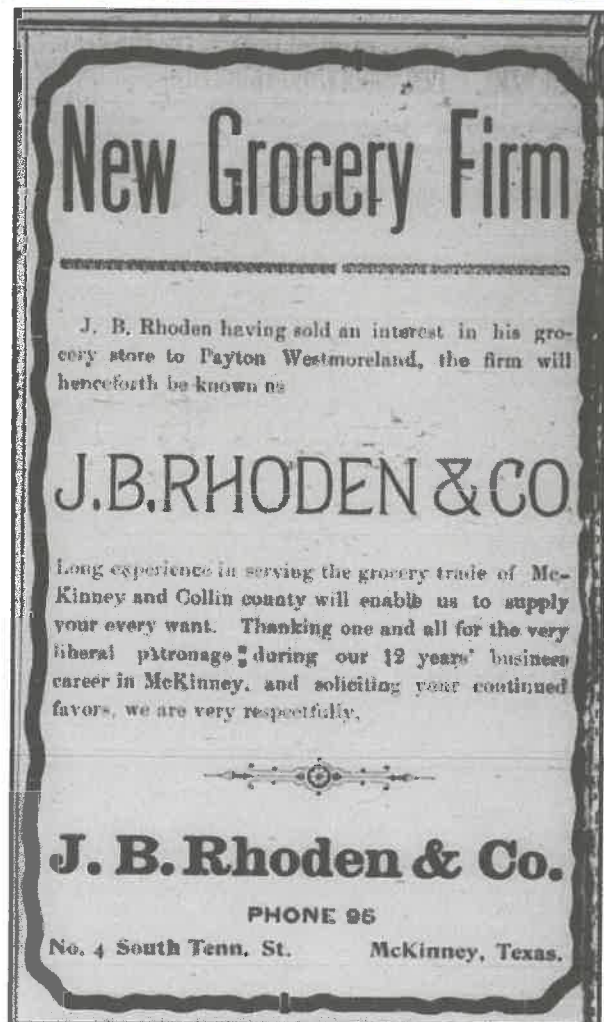 New Grocery Firm
J. B. Rhoden having sold an interest in his gro-
cery store to Payton Westmoreland, the firm will
henceforth be known as
J.B.RHODEN & CO
Long experience in serving the grocery trade of Mc-
Kinney and Collin county will enable us to supply
your every want. Thanking one and all for the very
liberal patronage during our 12 years' business
career in McKinney, and soliciting your continued
favors, we are very respectfully,
J. B. Rhoden & Co.
PHONE 95
No. 4 South Tenn. St. McKinney, Texas.